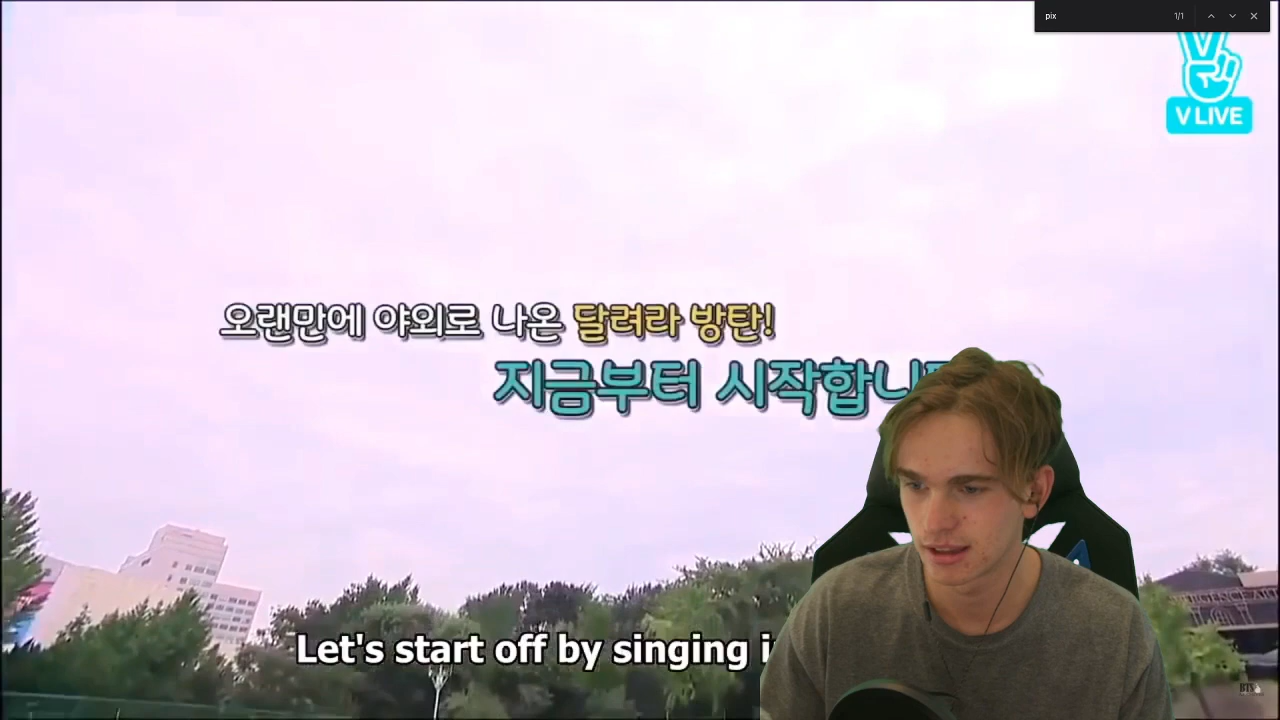 pix 1/1
V LIVE
오랜만에 야외로 나온 달려라 방탄!
지금부터 시작합니
Let's start off by singing
BTS